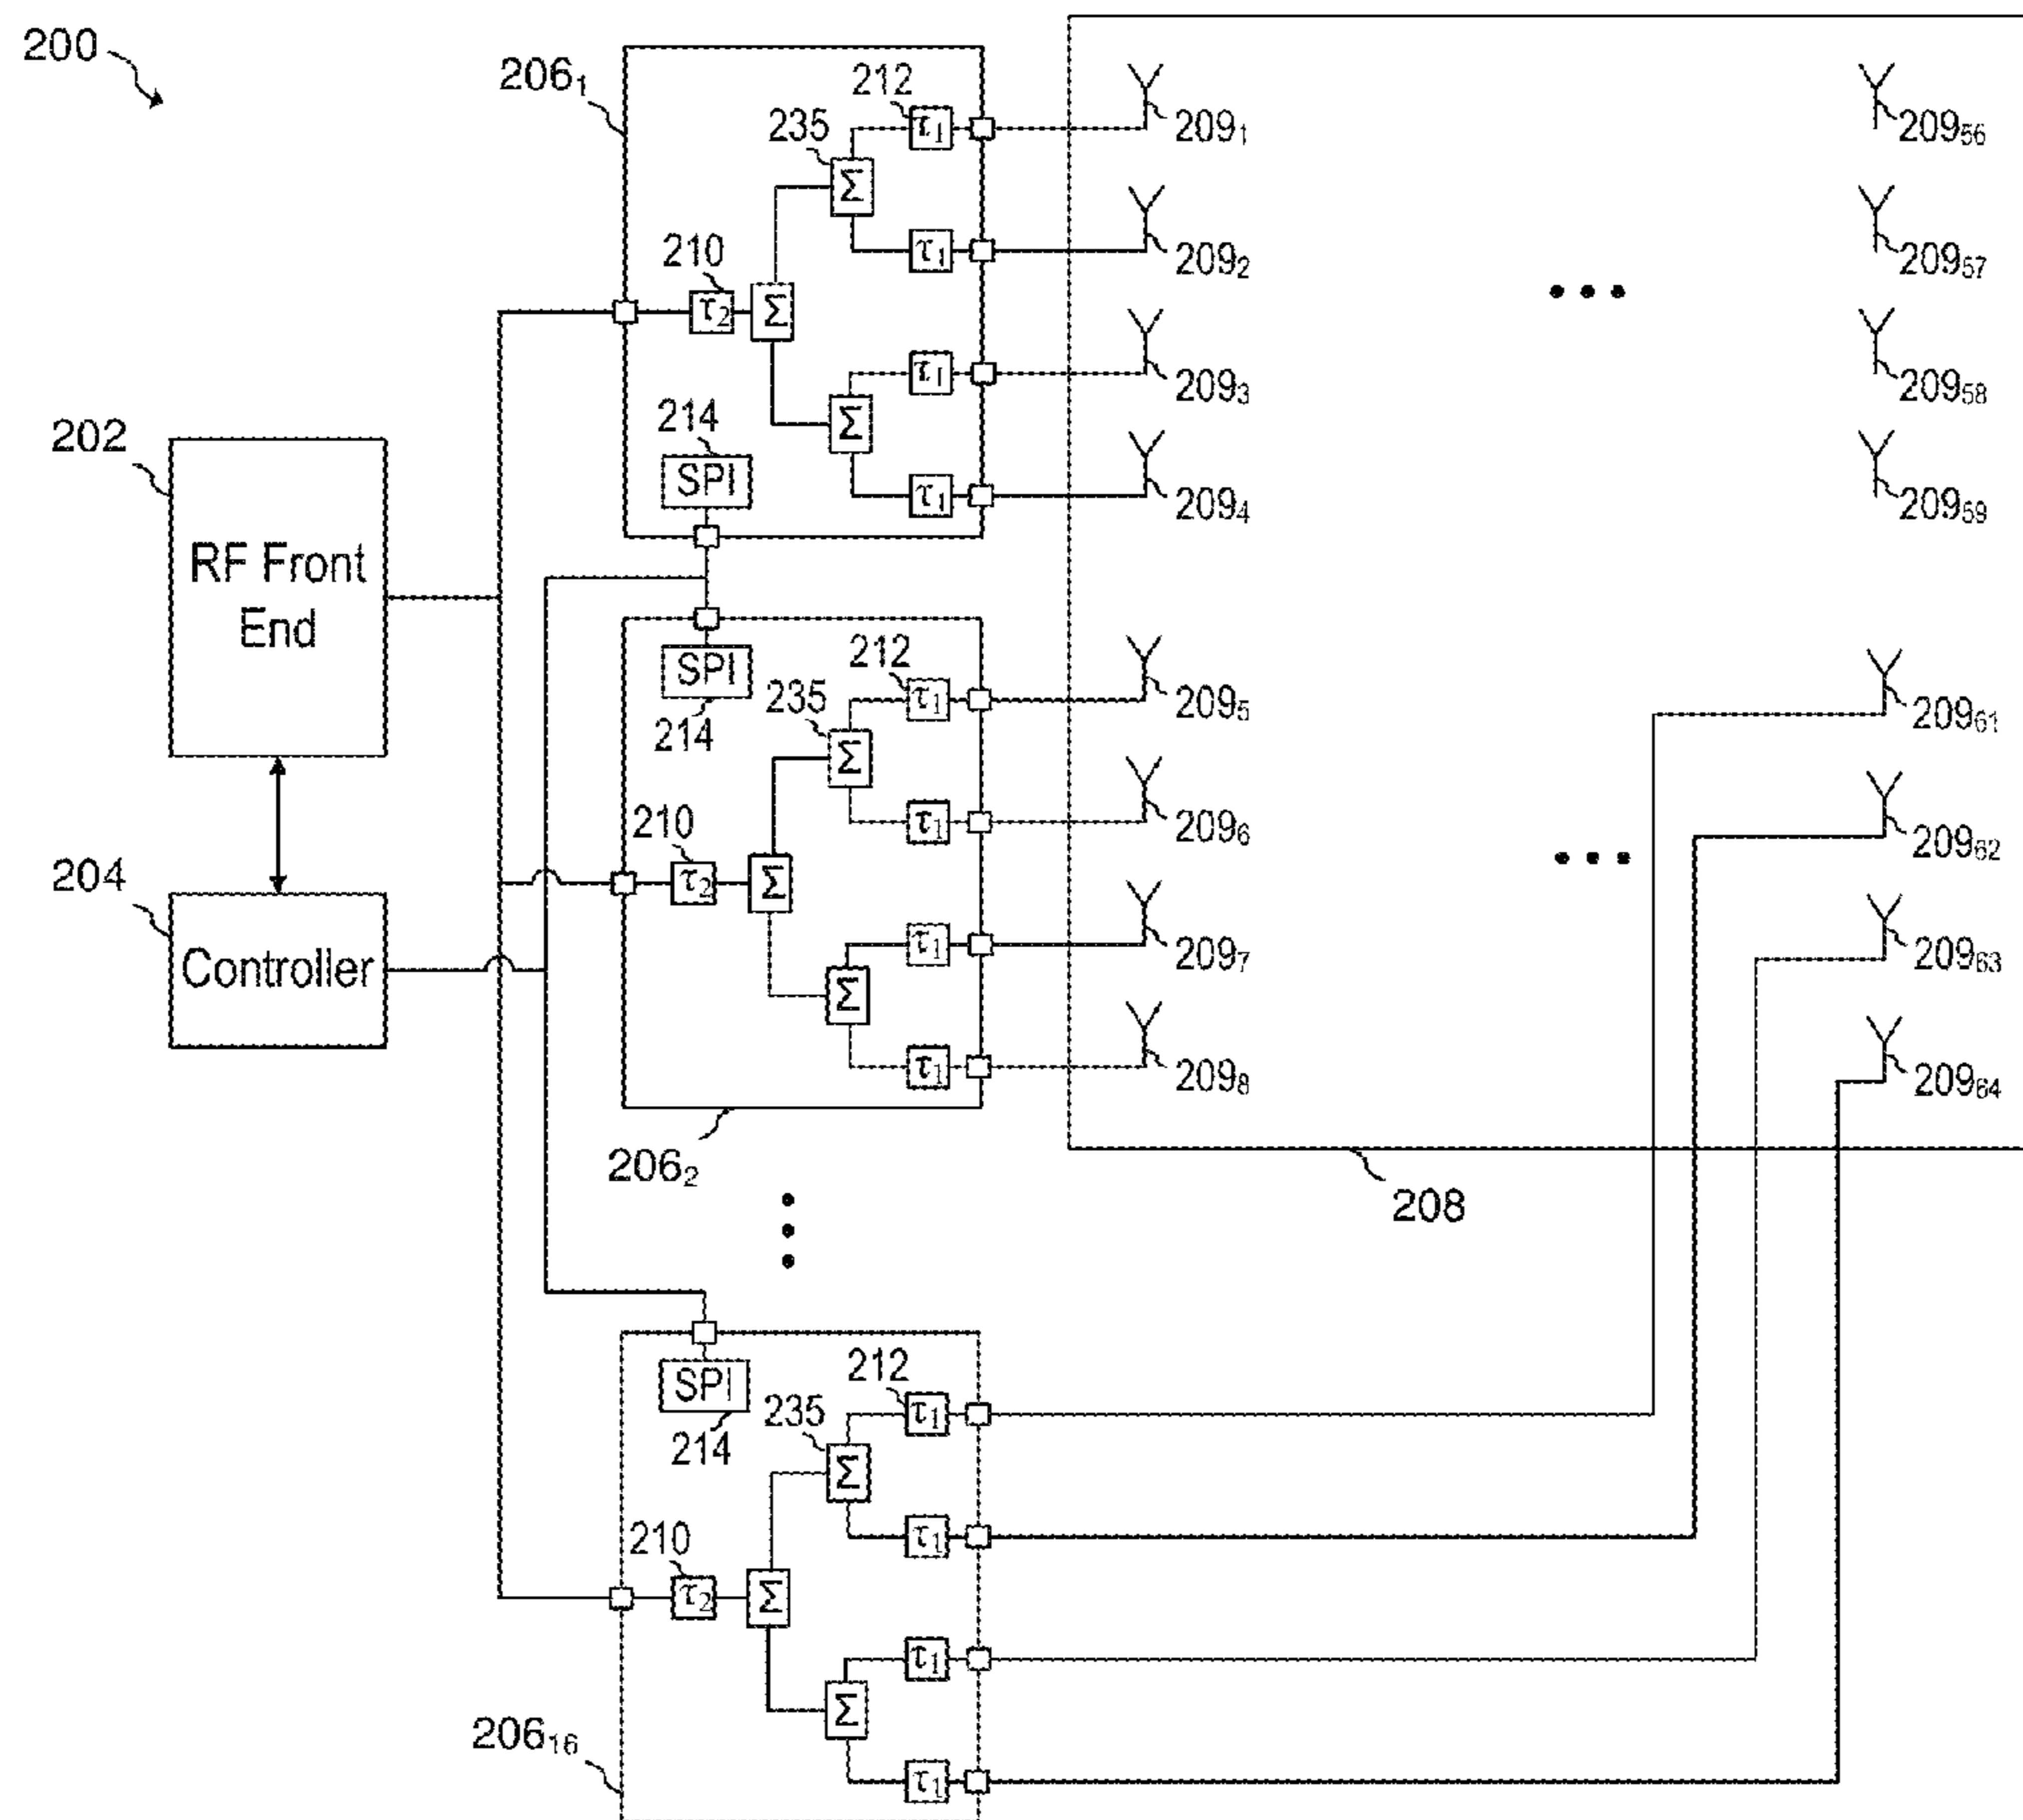 200
206₁
212
235
τ₁
209₁
209₅₆
Σ
τ₁
209₂
209₅₇
210
τ₂
Σ
τ₁
209₃
209₅₈
Σ
214
SPI
τ₁
209₄
209₅₉
202
RF Front
End
204
Controller
SPI
214
212
235
τ₁
209₅
209₆₁
Σ
τ₁
209₆
209₆₂
210
τ₂
Σ
τ₁
209₇
209₆₃
Σ
τ₁
209₈
209₆₄
206₂
208
SPI
214
212
235
τ₁
Σ
τ₁
210
τ₂
Σ
τ₁
Σ
τ₁
206₁₆